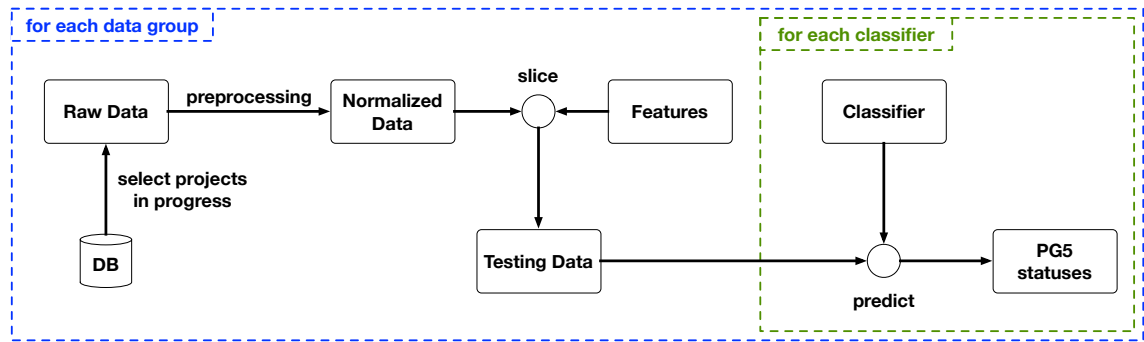 for each data group
for each classifier
slice
Raw Data
preprocessing
Normalized
Data
Features
Classifier
select projects
in progress
DB
Testing Data
predict
PG5
statuses